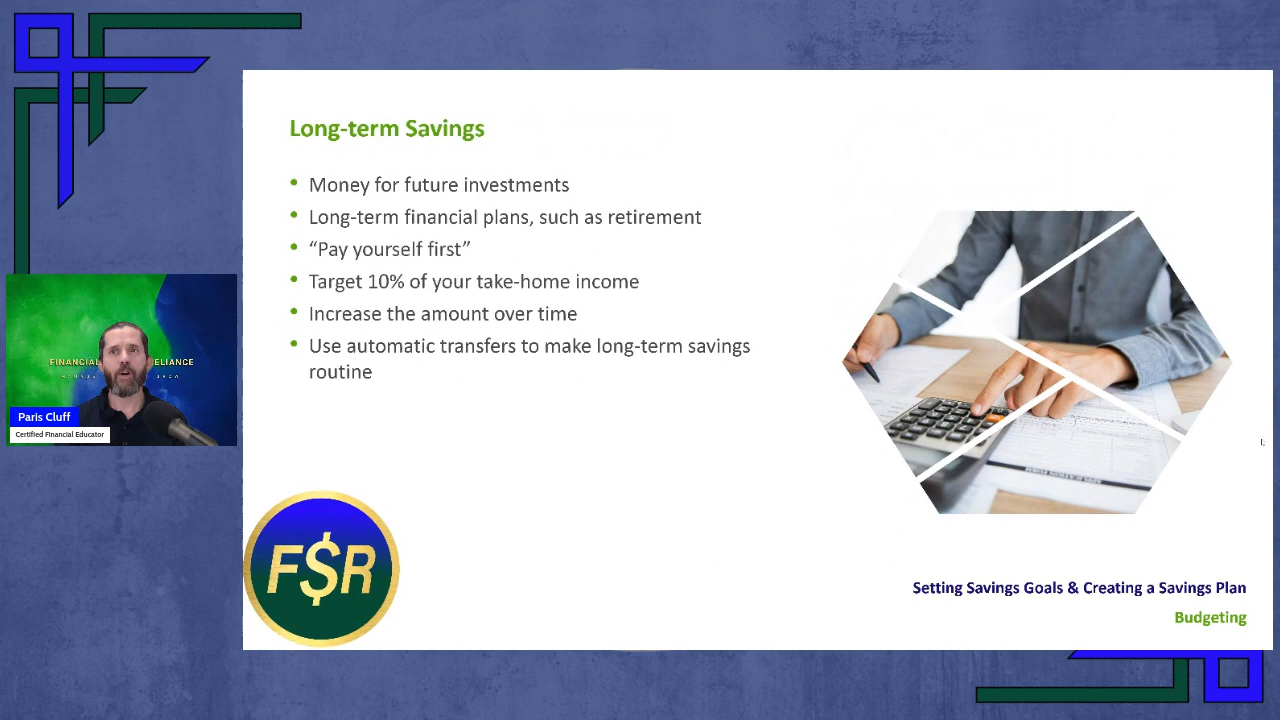 Long-term Savings
• Money for future investments
• Long-term financial plans, such as retirement
• “Pay yourself first”
• Target 10% of your take-home income
• Increase the amount over time
• Use automatic transfers to make long-term savings
routine
FINANCIAL ELIANCE
Paris Cluff
Certified Financial Educator
F$R
Setting Savings Goals & Creating a Savings Plan
Budgeting